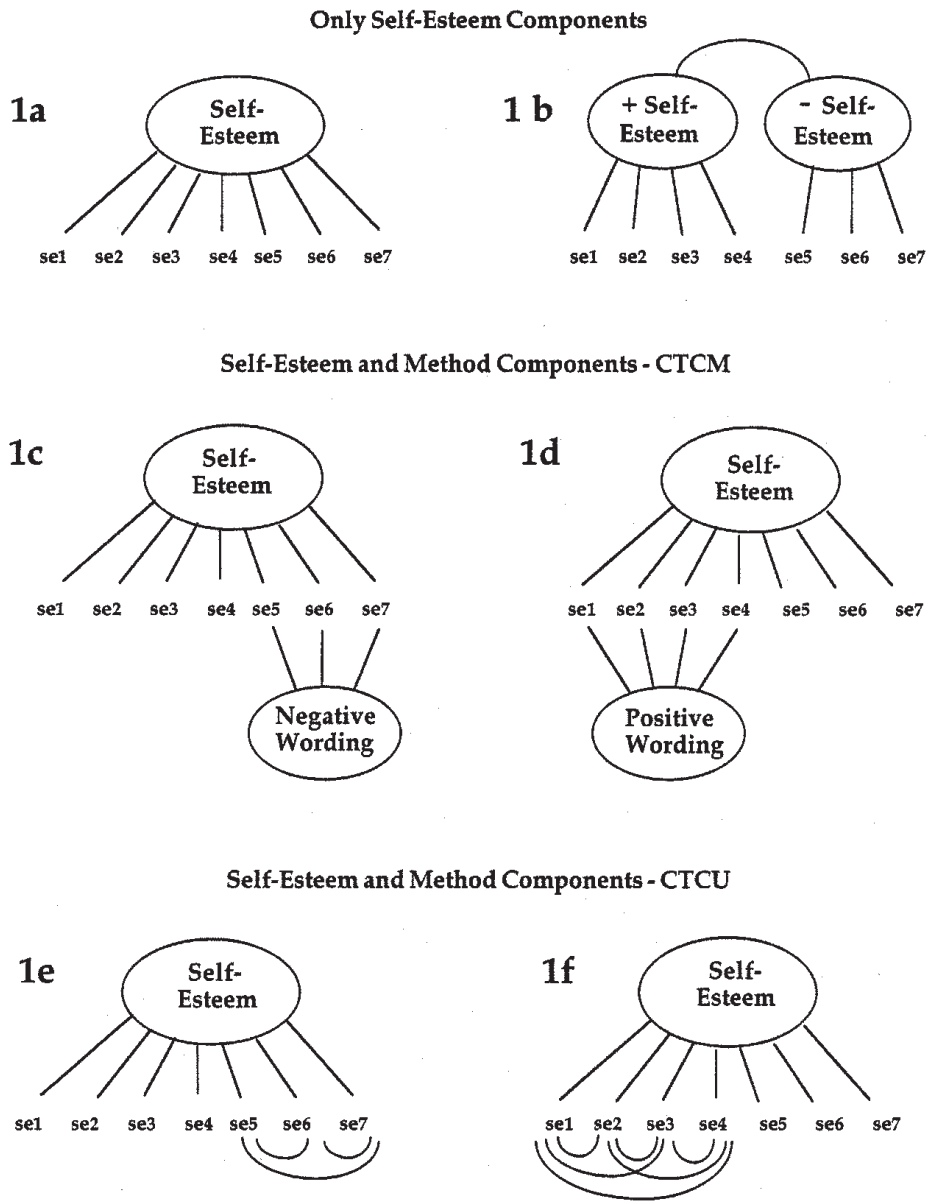 Only Self-Esteem Components
1a
Self-
Esteem
se1 se2 se3 se4 se5 se6 se7
1 b
+ Self-
Esteem
- Self-
Esteem
se1 se2 se3 se4 se5 se6 se7
Self-Esteem and Method Components - CTCM
1c
Self-
Esteem
se1 se2 se3 se4 se5 se6 se7
Negative
Wording
1d
Self-
Esteem
se1 se2 se3 se4 se5 se6 se7
Positive
Wording
Self-Esteem and Method Components - CTCU
1e
Self-
Esteem
se1 se2 se3 se4 se5 se6 se7
1f
Self-
Esteem
se1 se2 se3 se4 se5 se6 se7